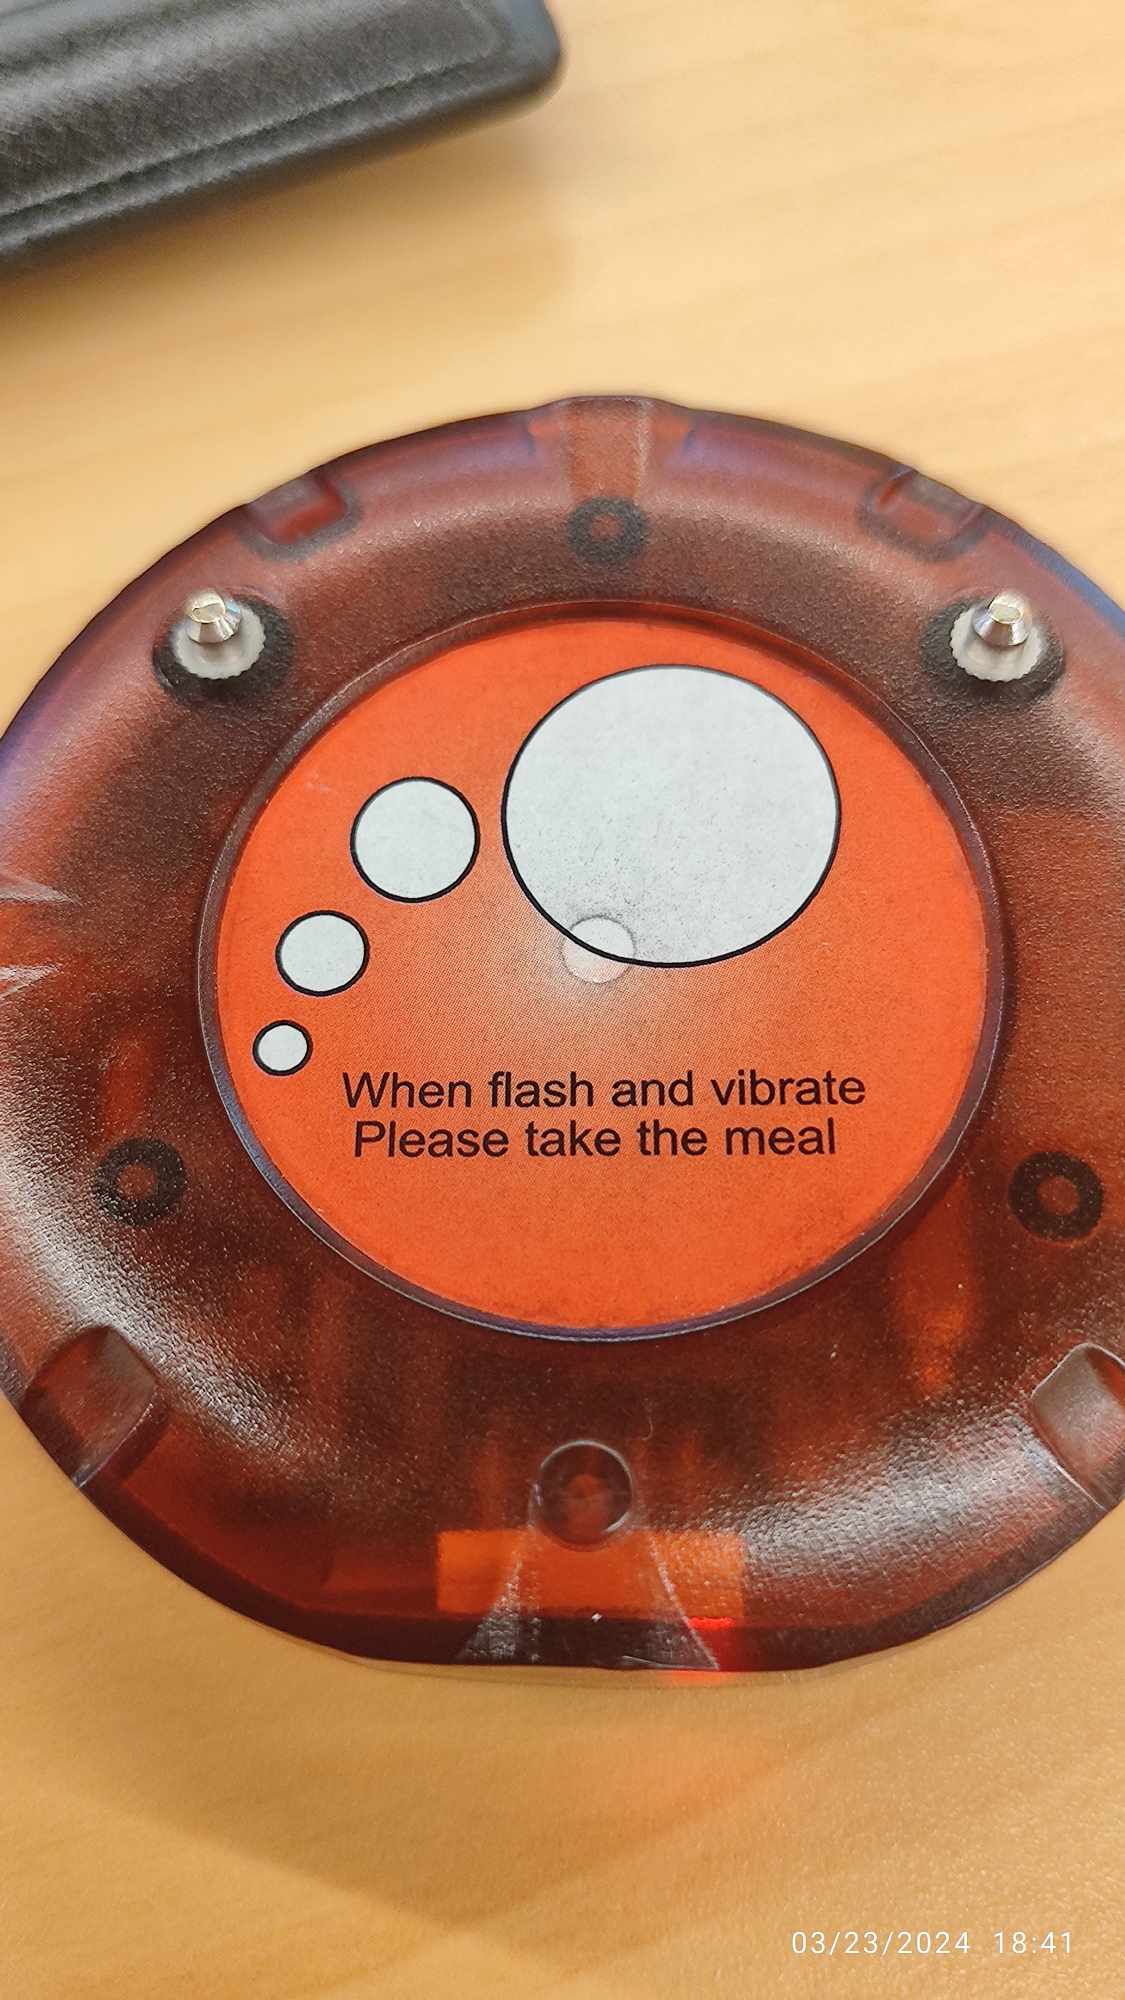 When flash and vibrate
Please take the meal
03/23/2024 18:41